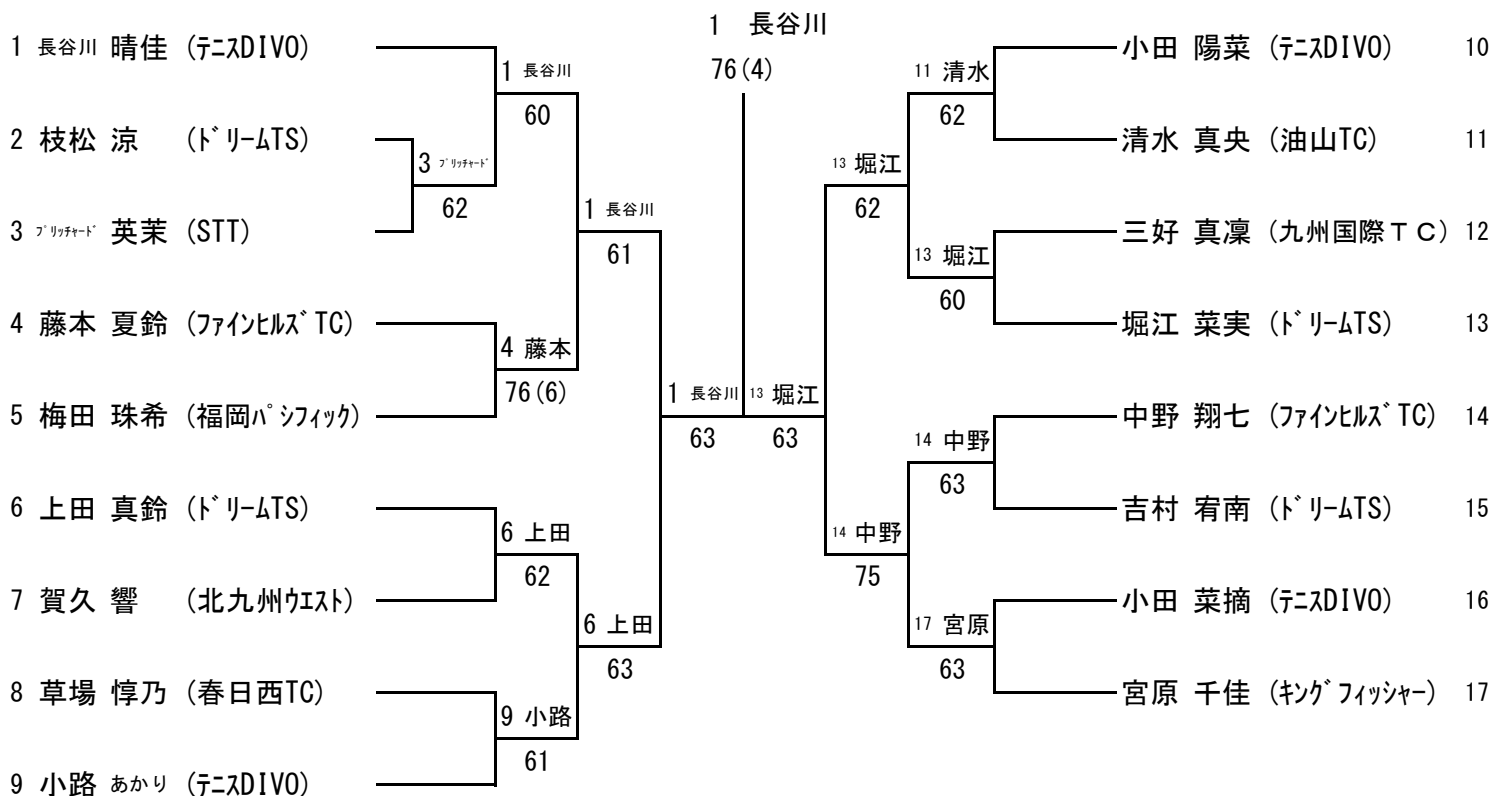 1 長谷川
76(4)
1 長谷川 晴佳 (テニスDIVO)
2 枝松 涼 (ドリームTS)
3 プリッチャード 英茉 (STT)
4 藤本 夏鈴 (ファインヒルズTC)
5 梅田 珠希 (福岡パシフィック)
6 上田 真鈴 (ドリームTS)
7 賀久 響 (北九州ウエスト)
8 草場 惇乃 (春日西TC)
9 小路 あかり (テニスDIVO)
3 プリッチャード
62
1 長谷川
60
4 藤本
76(6)
6 上田
62
9 小路
61
1 長谷川
61
6 上田
63
1 長谷川
63
13 堀江
63
13 堀江
62
14 中野
75
11 清水
62
13 堀江
60
14 中野
63
17 宮原
63
小田 陽菜 (テニスDIVO) 10
清水 真央 (油山TC) 11
三好 真凜 (九州国際TC) 12
堀江 菜実 (ドリームTS) 13
中野 翔七 (ファインヒルズTC) 14
吉村 宥南 (ドリームTS) 15
小田 菜摘 (テニスDIVO) 16
宮原 千佳 (キングフィッシャー) 17